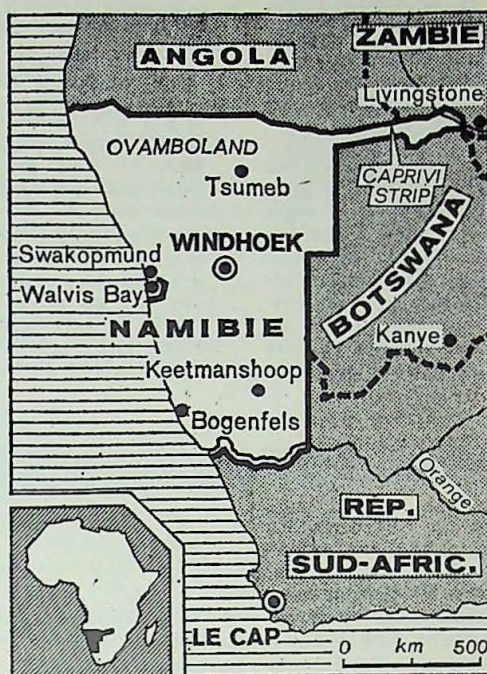 ANGOLA
ZAMBIE
Livingstone
OVAMBOLAND
Tsumeb
CAPRIVI
STRIP
WINDHOEK
BOTSWANA
Swakopmund
Walvis Bay
NAMIBIE
Kanye
Keetmanshoop
Bogenfels
Orange
RÉP.
SUD-AFRIC.
LE CAP
0 km 500